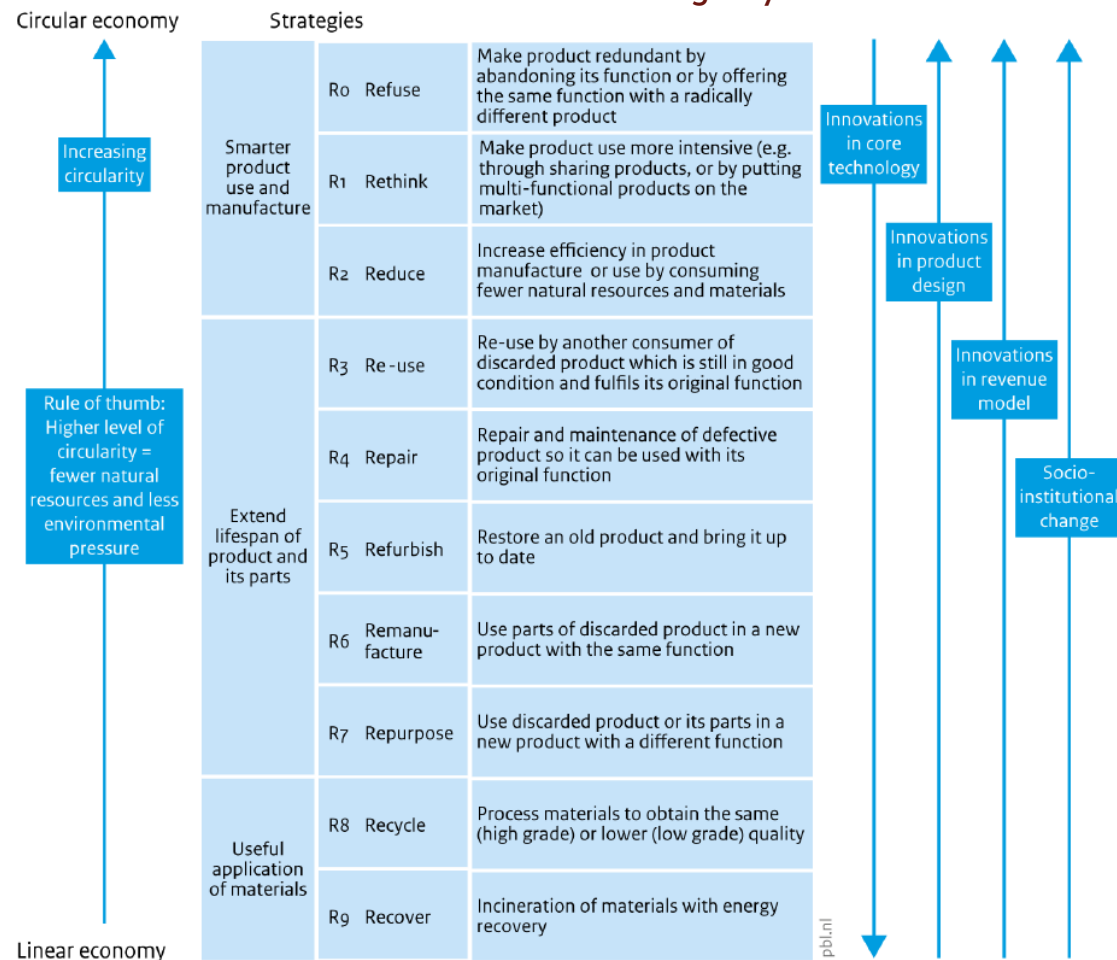 Circular economy
Strategies
Increasing
circularity
Rule of thumb:
Higher level of
circularity =
fewer natural
resources and less
environmental
pressure
Linear economy
Smarter
product
use and
manufacture
R0 Refuse
Make product redundant by
abandoning its function or by offering
the same function with a radically
different product
R1 Rethink
Make product use more intensive (e.g.
through sharing products, or by putting
multi-functional products on the
market)
R2 Reduce
Increase efficiency in product
manufacture or use by consuming
fewer natural resources and materials
Extend
lifespan of
product and
its parts
R3 Re-use
Re-use by another consumer of
discarded product which is still in good
condition and fulfils its original function
R4 Repair
Repair and maintenance of defective
product so it can be used with its
original function
R5 Refurbish
Restore an old product and bring it up
to date
R6 Remanu-
facture
Use parts of discarded product in a new
product with the same function
R7 Repurpose
Use discarded product or its parts in a
new product with a different function
Useful
application
of materials
R8 Recycle
Process materials to obtain the same
(high grade) or lower (low grade) quality
R9 Recover
Incineration of materials with energy
recovery
pbl.nl
Innovations
in core
technology
Innovations
in product
design
Innovations
in revenue
model
Socio-
institutional
change